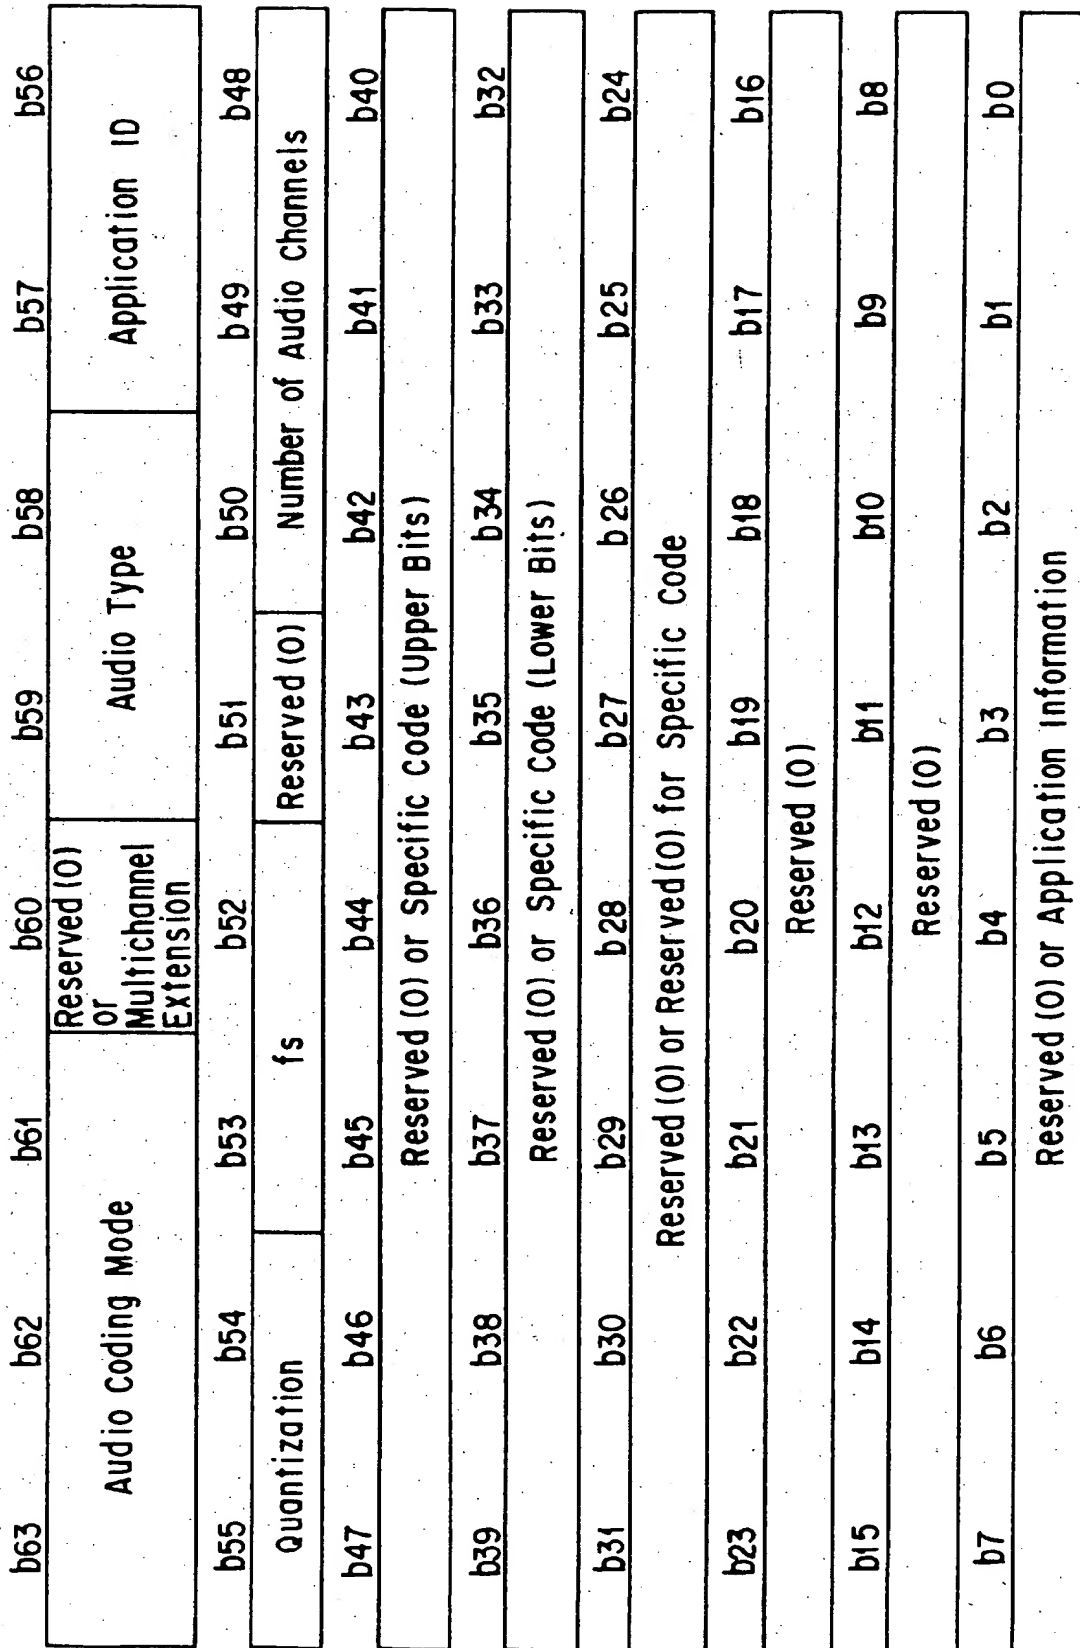 b63 b62 b61 b60 b59 b58 b57 b56
Audio Coding Mode
Reserved (0)
or
Multichannel
Extension
Audio Type
Application ID
b55 b54 b53 b52 b51 b50 b49 b48
Quantization
fs
Reserved (0)
Number of Audio Channels
b47 b46 b45 b44 b43 b42 b41 b40
Reserved (0) or Specific Code (Upper Bits)
b39 b38 b37 b36 b35 b34 b33 b32
Reserved (0) or Specific Code (Lower Bits)
b31 b30 b29 b28 b27 b26 b25 b24
Reserved (0) or Reserved (0) for Specific Code
b23 b22 b21 b20 b19 b18 b17 b16
Reserved (0)
b15 b14 b13 b12 b11 b10 b9 b8
Reserved (0)
b7 b6 b5 b4 b3 b2 b1 b0
Reserved (0) or Application Information